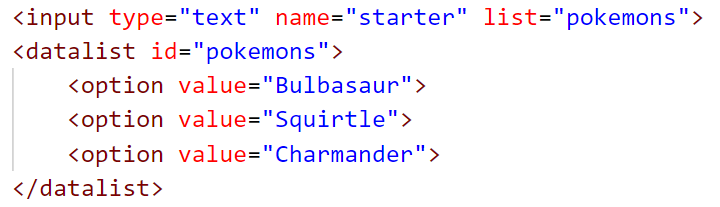 <input type="text" name="starter" list="pokemons">
<datalist id="pokemons">
    <option value="Bulbasaur">
    <option value="Squirtle">
    <option value="Charmander">
</datalist>